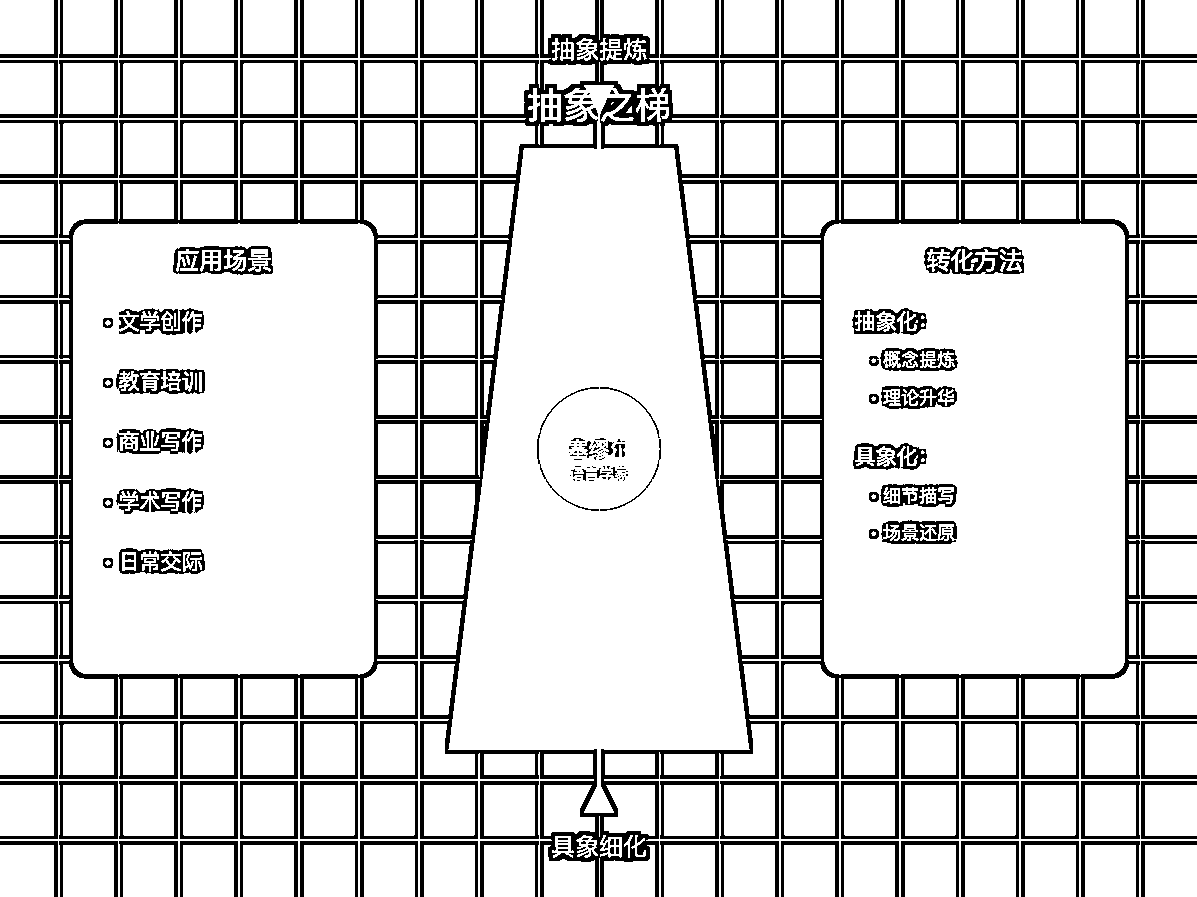 抽象提炼
抽象之梯
应用场景
• 文学创作
• 教育培训
• 商业写作
• 学术写作
• 日常交际
塞缪尔
语言学家
转化方法
抽象化:
• 概念提炼
• 理论升华
具象化:
• 细节描写
• 场景还原
具象细化